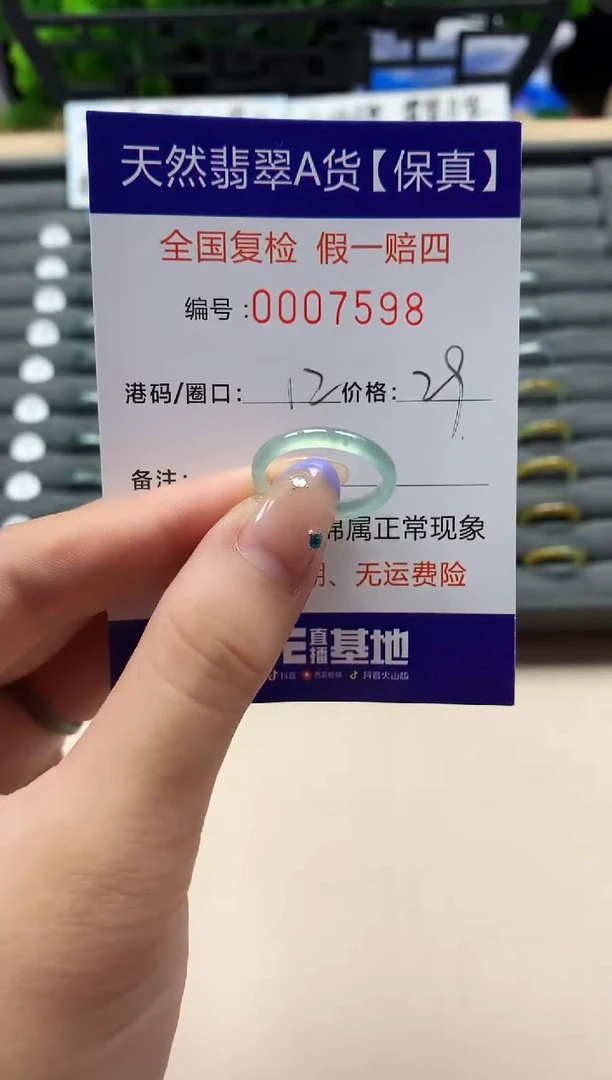 天然翡翠A货【保真】
全国复检 假一赔四
编号:0007598
港码/圈口: 12 价格: 28
备注:
棉属正常现象
、无运费险
直播基地
抖音 抖音火山版